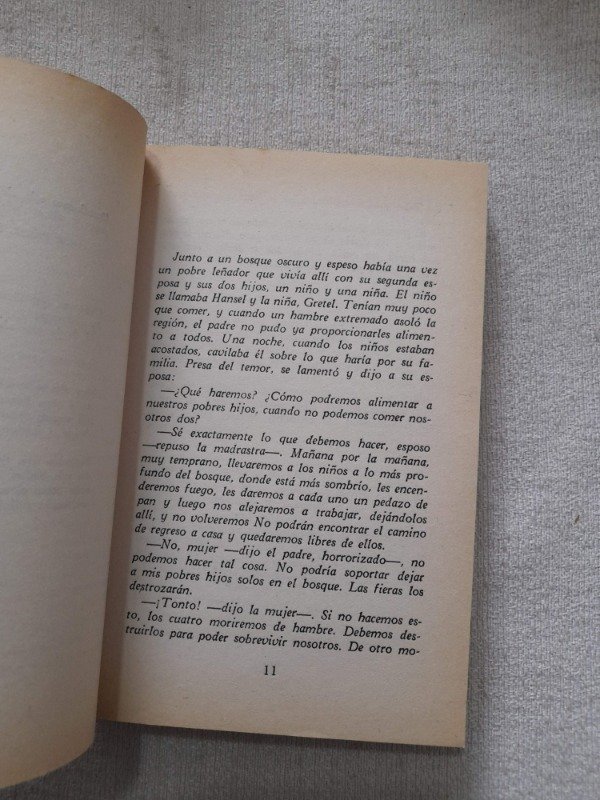 Junto a un bosque oscuro y espeso había una vez
un pobre leñador que vivía allí con su segunda es-
posa y sus dos hijos, un niño y una niña. El niño
se llamaba Hansel y la niña, Gretel. Tenían muy poco
que comer, y cuando un hambre extremado asoló la
región, el padre no pudo ya proporcionarles alimen-
to a todos. Una noche, cuando los niños estaban
acostados, cavilaba él sobre lo que haría por su fa-
milia. Presa del temor, se lamentó y dijo a su es-
posa:
—¿Qué haremos? ¿Cómo podremos alimentar a
nuestros pobres hijos, cuando no podemos comer nos-
otros dos?
—Sé exactamente lo que debemos hacer, esposo
—repuso la madrastra—. Mañana por la mañana,
muy temprano, llevaremos a los niños a lo más pro-
fundo del bosque, donde está más sombrío, les encen-
deremos fuego, les daremos a cada uno un pedazo de
pan y luego nos alejaremos a trabajar, dejándolos
allí, y no volveremos No podrán encontrar el camino
de regreso a casa y quedaremos libres de ellos.
—No, mujer —dijo el padre, horrorizado—, no
podemos hacer tal cosa. No podría soportar dejar
a mis pobres hijos solos en el bosque. Las fieras los
destrozarán.
—¡Tonto! —dijo la mujer—. Si no hacemos es-
to, los cuatro moriremos de hambre. Debemos des-
truirlos para poder sobrevivir nosotros. De otro mo-
11